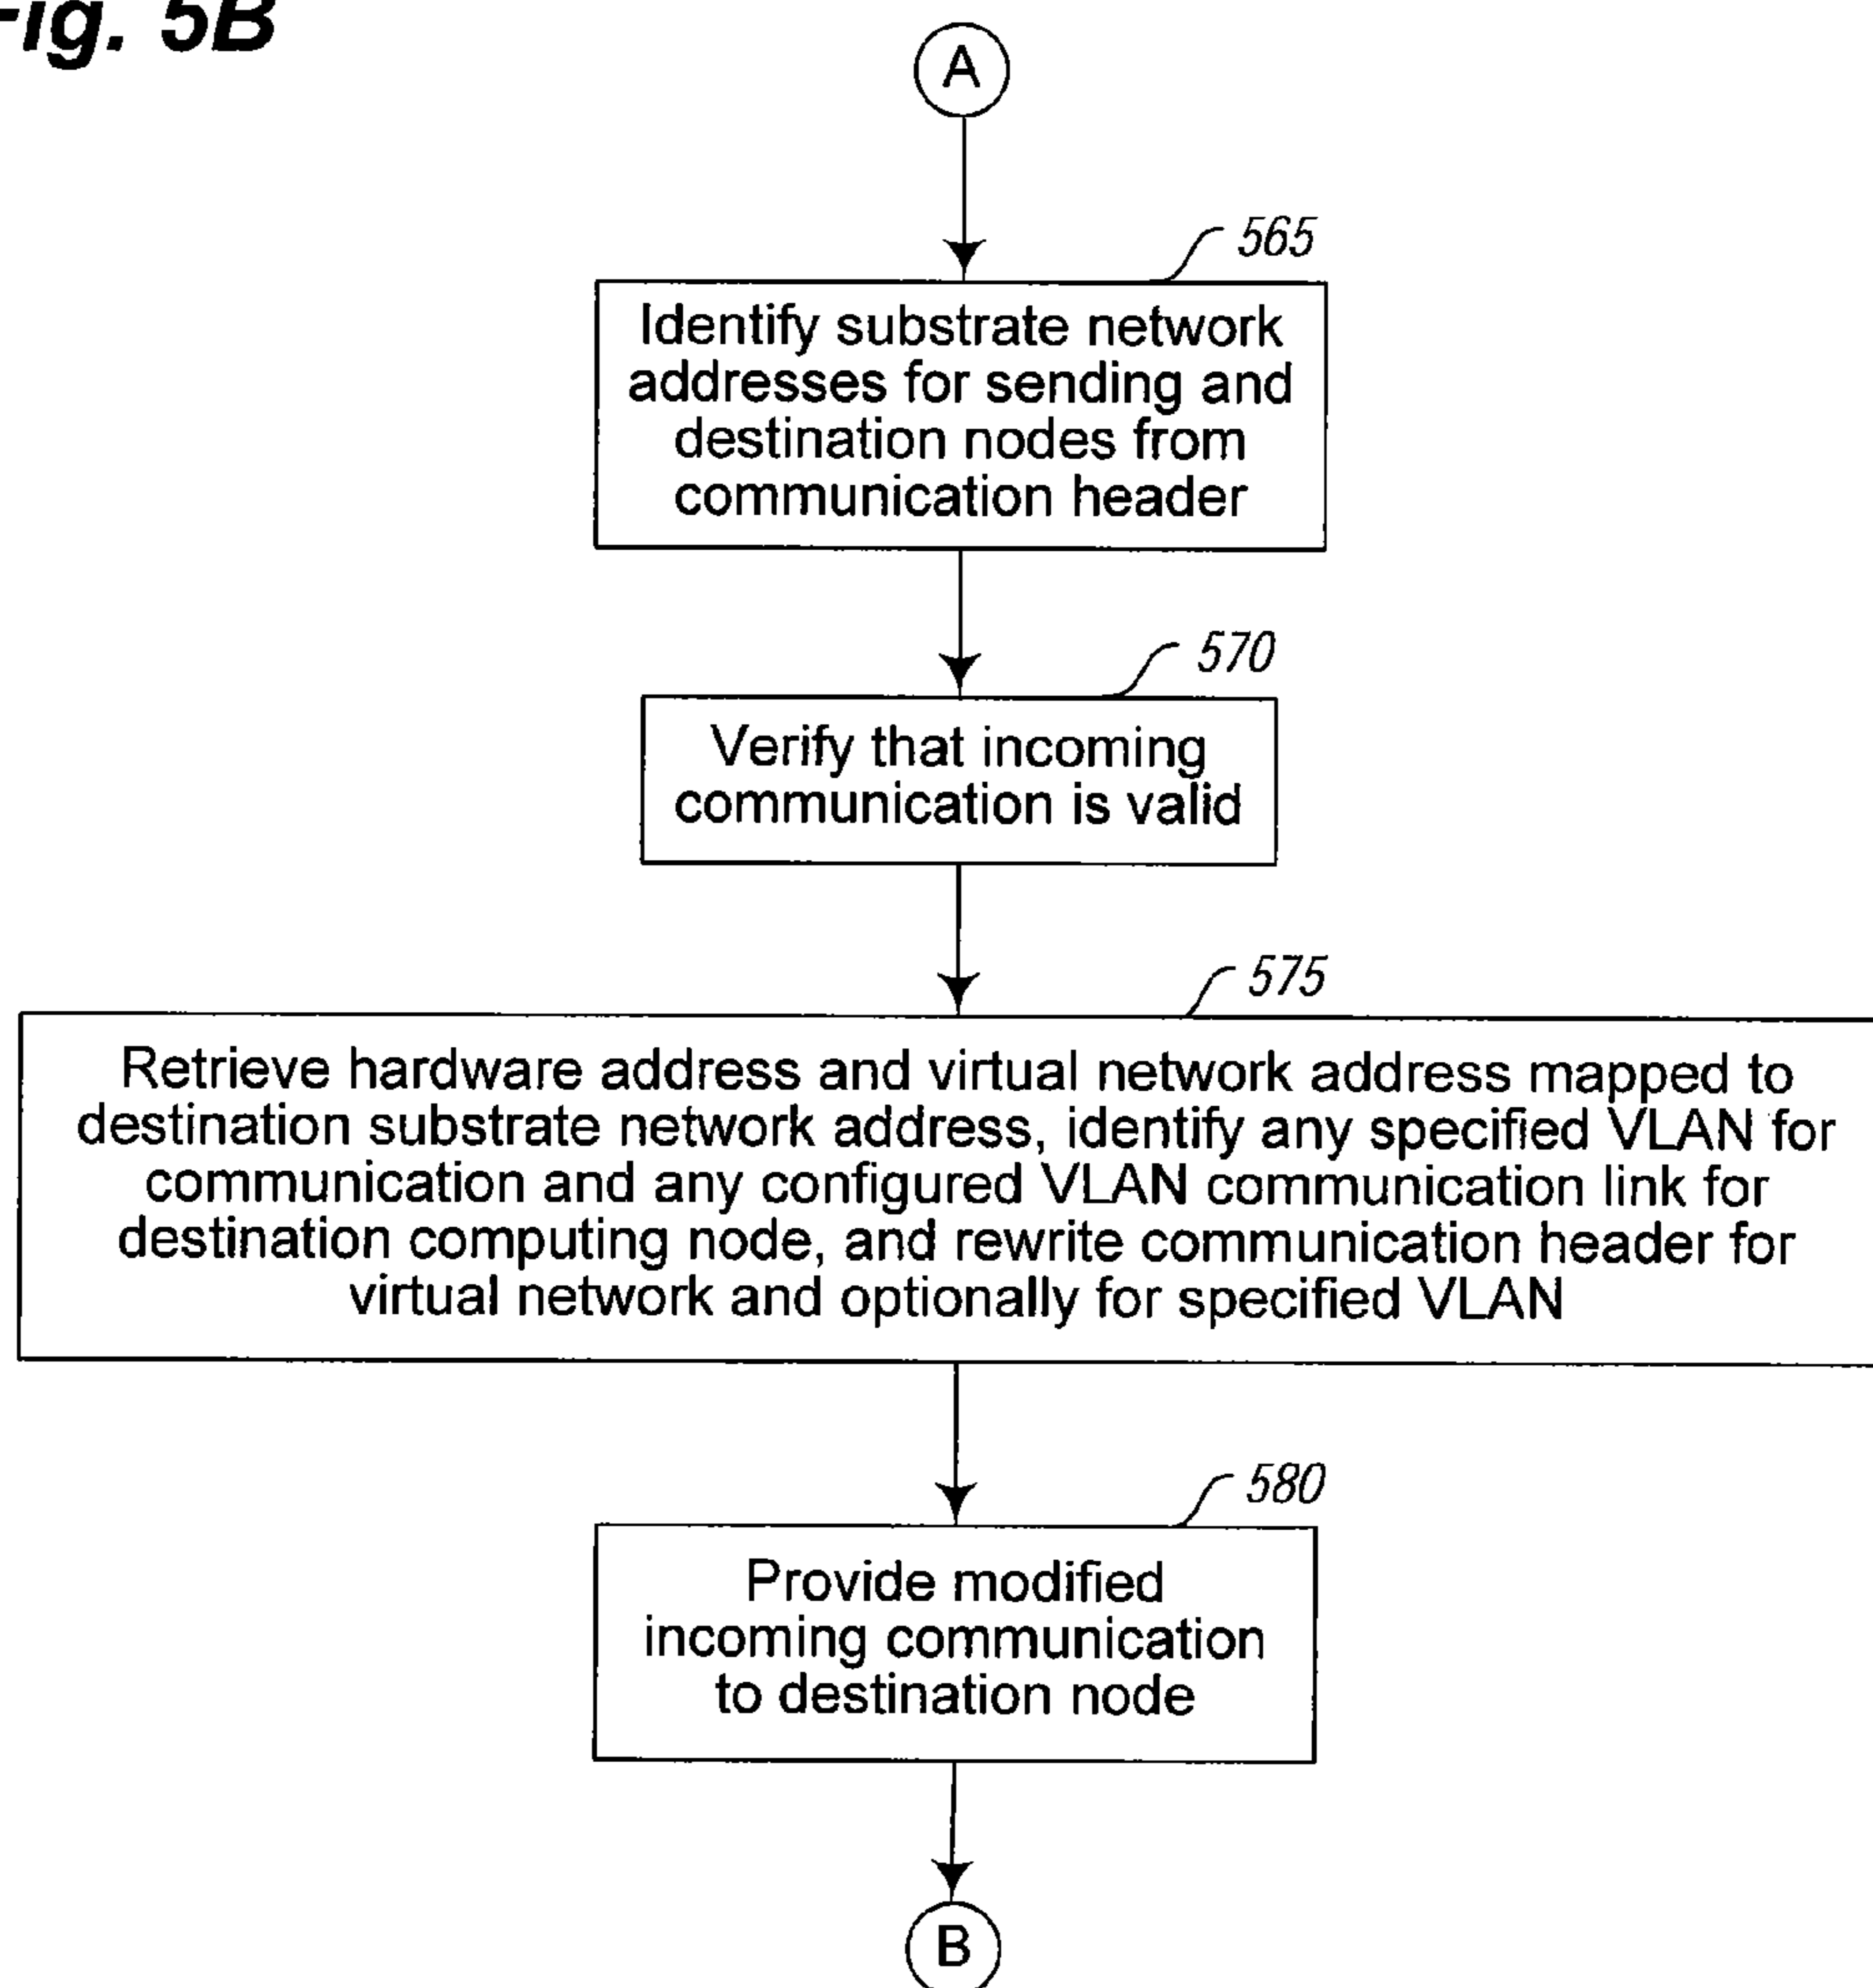 Fig. 5B
A
565
Identify substrate network
addresses for sending and
destination nodes from
communication header
570
Verify that incoming
communication is valid
575
Retrieve hardware address and virtual network address mapped to
destination substrate network address, identify any specified VLAN for
communication and any configured VLAN communication link for
destination computing node, and rewrite communication header for
virtual network and optionally for specified VLAN
580
Provide modified
incoming communication
to destination node
B